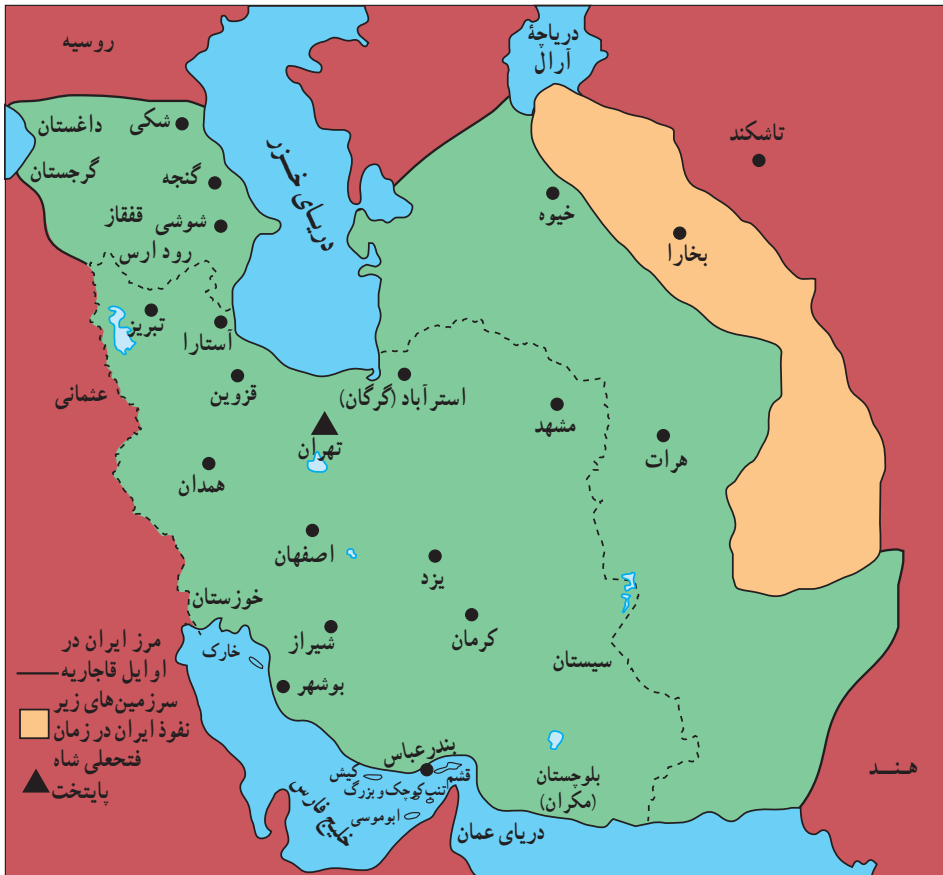 روسیه
دریاچهٔ
آرال
داغستان
شکی
تاشکند
گرجستان
گنجه
دریـای خـــزر
خیوه
قفقاز
شوشی
رود ارس
بخارا
تبریز
آستارا
عثمانی
قزوین
استرآباد (گرگان)
مشهد
تهران
هرات
همدان
اصفهان
یزد
خوزستان
شیراز
کرمان
سیستان
خارک
بوشهر
مرز ایران در
اوایل قاجاریه
سرزمین‌های زیر
نفوذ ایران در زمان
فتحعلی شاه
پایتخت
بندرعباس
کیش
قشم
تنب‌کوچک و بزرگ
ابوموسی
خلیج فارس
دریای عمان
بلوچستان
(مکران)
هـنــد